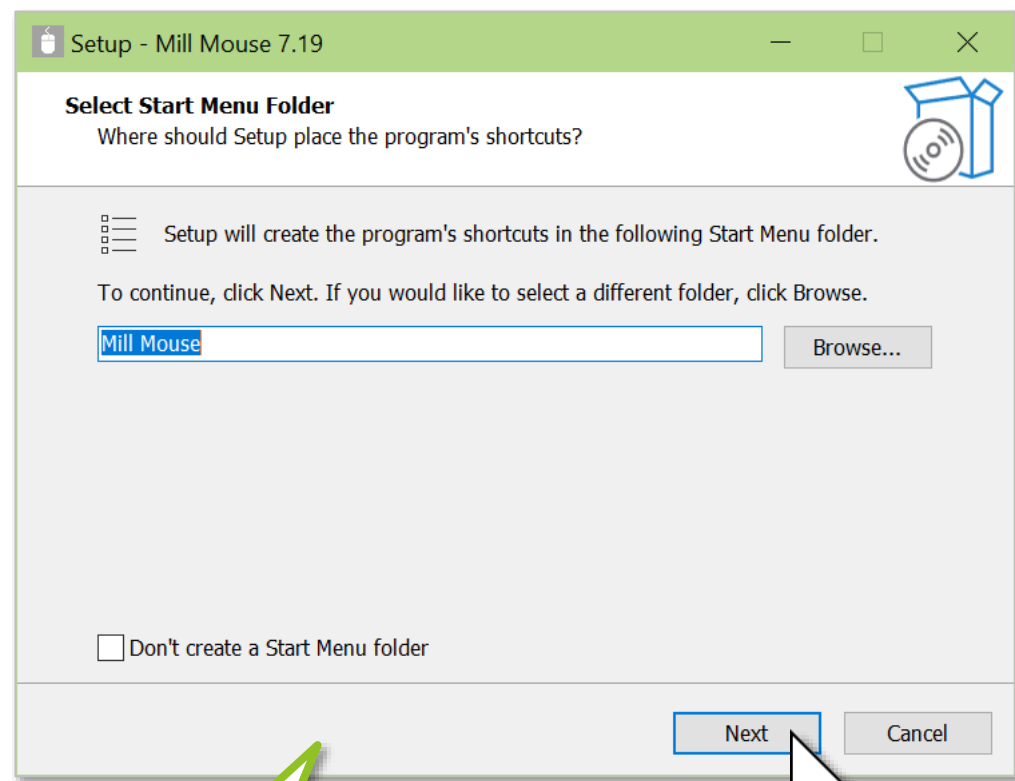 Setup - Mill Mouse 7.19
Select Start Menu Folder
Where should Setup place the program's shortcuts?
Setup will create the program's shortcuts in the following Start Menu folder.
To continue, click Next. If you would like to select a different folder, click Browse.
Mill Mouse
Browse...
Don't create a Start Menu folder
Next
Cancel